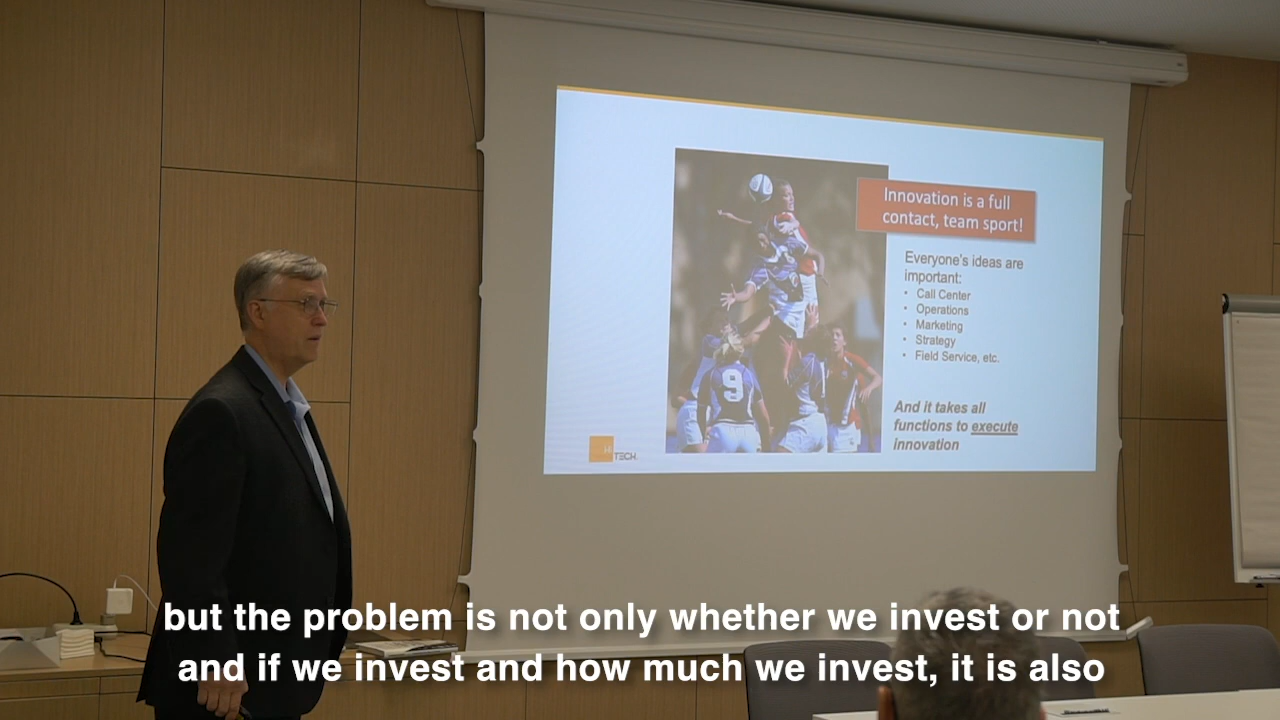 Innovation is a full
contact, team sport!
Everyone's ideas are
important:
• Call Center
• Operations
• Marketing
• Strategy
• Field Service, etc.
And it takes all
functions to execute
innovation
9
TECH.
but the problem is not only whether we invest or not
and if we invest and how much we invest, it is also